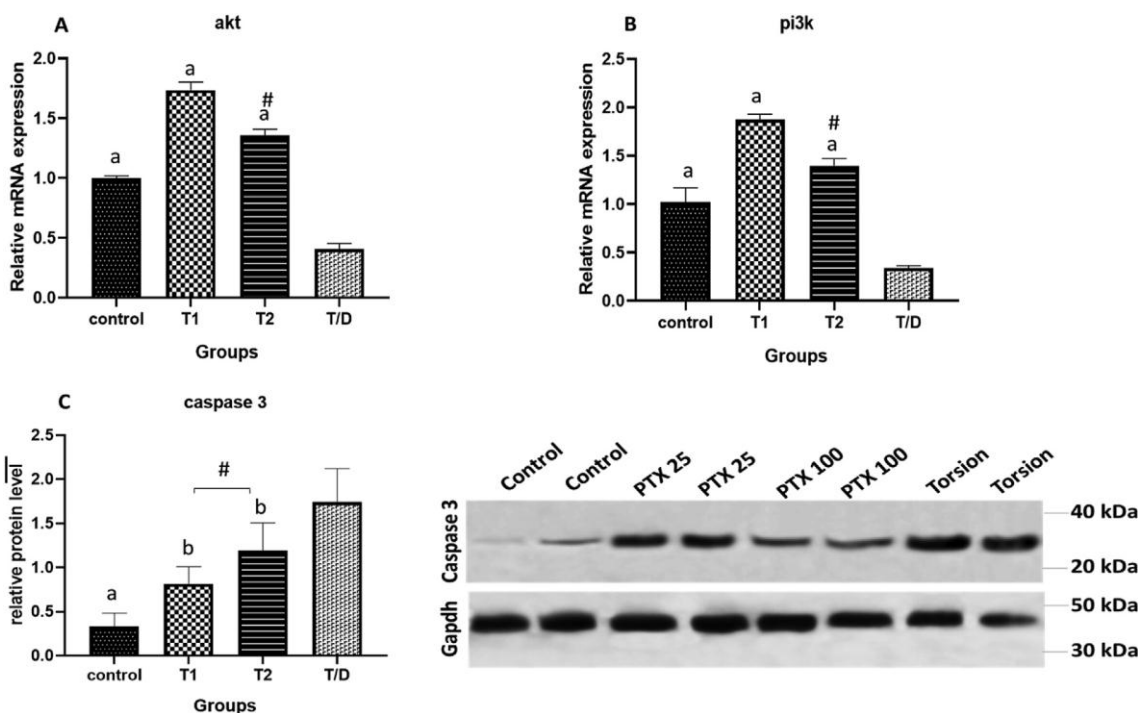 A
akt
Relative mRNA expression
2.0
1.5
1.0
0.5
0.0
a
a
#
a
control
T1
T2
T/D
Groups
B
pi3k
Relative mRNA expression
2.5
2.0
1.5
1.0
0.5
0.0
a
a
#
a
control
T1
T2
T/D
Groups
C
caspase 3
relative protein level
2.5
2.0
1.5
1.0
0.5
0.0
a
b
#
b
control
T1
T2
T/D
Groups
Control
Control
PTX 25
PTX 25
PTX 100
PTX 100
Torsion
Torsion
Caspase 3
40 kDa
20 kDa
Gapdh
50 kDa
30 kDa